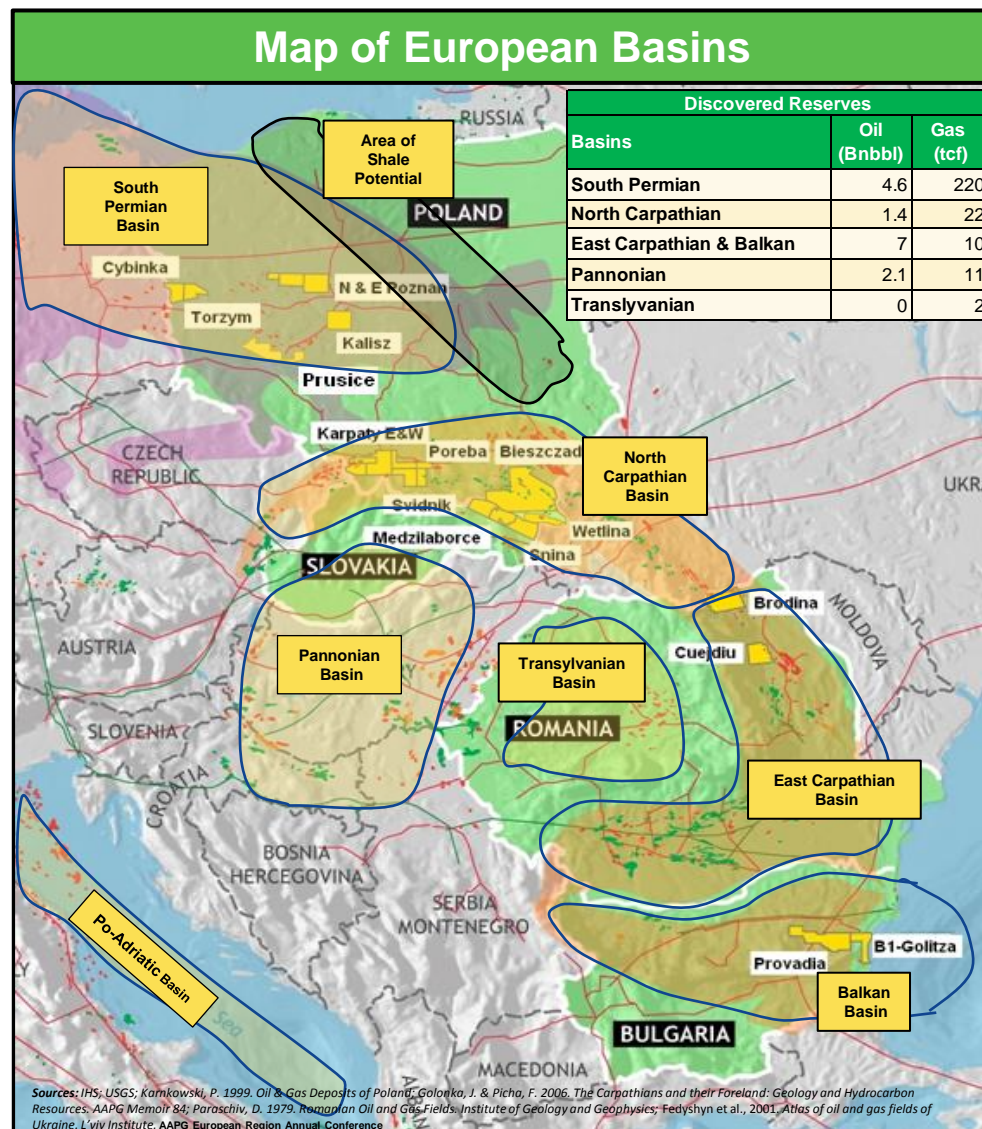 Map of European Basins
RUSSIA
Discovered Reserves
Basins Oil (Bnbbl) Gas (tcf)
South Permian 4.6 220
North Carpathian 1.4 22
East Carpathian & Balkan 7 10
Pannonian 2.1 11
Translyvanian 0 2
Area of
Shale
Potential
South
Permian
Basin
POLAND
Cybinka
N & E Poznan
Torzym
Kalisz
Prusice
CZECH
REPUBLIC
Karpaty E&W
Poreba
Bieszczad
North
Carpathian
Basin
UKR
Svidnik
Wetlina
Medzilaborce
Snina
SLOVAKIA
Brodina
MOLDOVA
AUSTRIA
Pannonian
Basin
Y
Transylvanian
Basin
Cuejdiu
SLOVENIA
ROMANIA
CROATIA
East Carpathian
Basin
BOSNIA
HERCEGOVINA
SERBIA
MONTENEGRO
Po-Adriatic Basin
LY
Sea
B1-Golitza
Provadia
Balkan
Basin
BULGARIA
MACEDONIA
ALBAN
Sources: IHS; USGS; Karnkowski, P. 1999. Oil & Gas Deposits of Poland; Golonka, J. & Picha, F. 2006. The Carpathians and their Foreland: Geology and Hydrocarbon
Resources. AAPG Memoir 84; Paraschiv, D. 1979. Romanian Oil and Gas Fields. Institute of Geology and Geophysics; Fedyshyn et al., 2001, Atlas of oil and gas fields of
Ukraine. L'viv Institute. AAPG European Region Annual Conference